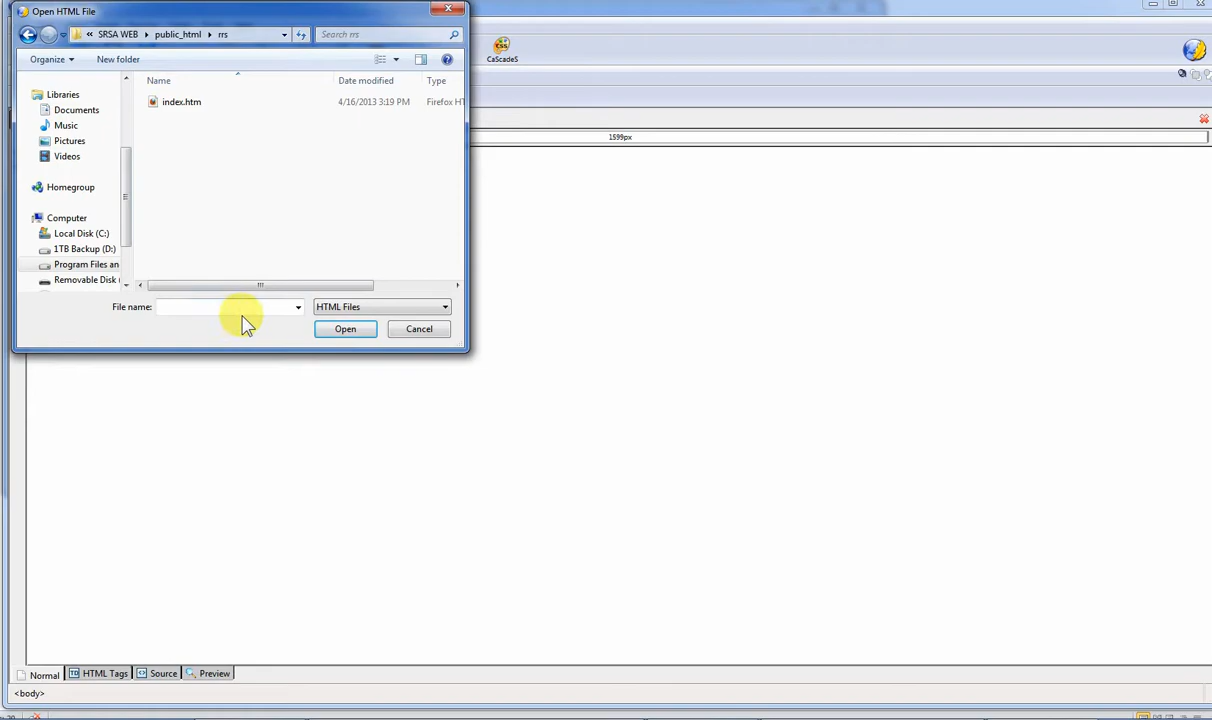 Open HTML File
« SRSA WEB public_html rrs Search rrs
Organize New folder
CSS
CaScadeS
Name Date modified Type
index.htm 4/16/2013 3:19 PM Firefox HT
Libraries
Documents
Music
Pictures
Videos
Homegroup
Computer
Local Disk (C:)
1TB Backup (D:)
Program Files an
Removable Disk (
File name: HTML Files
Open Cancel
1599px
Normal HTML Tags Source Preview
<body>